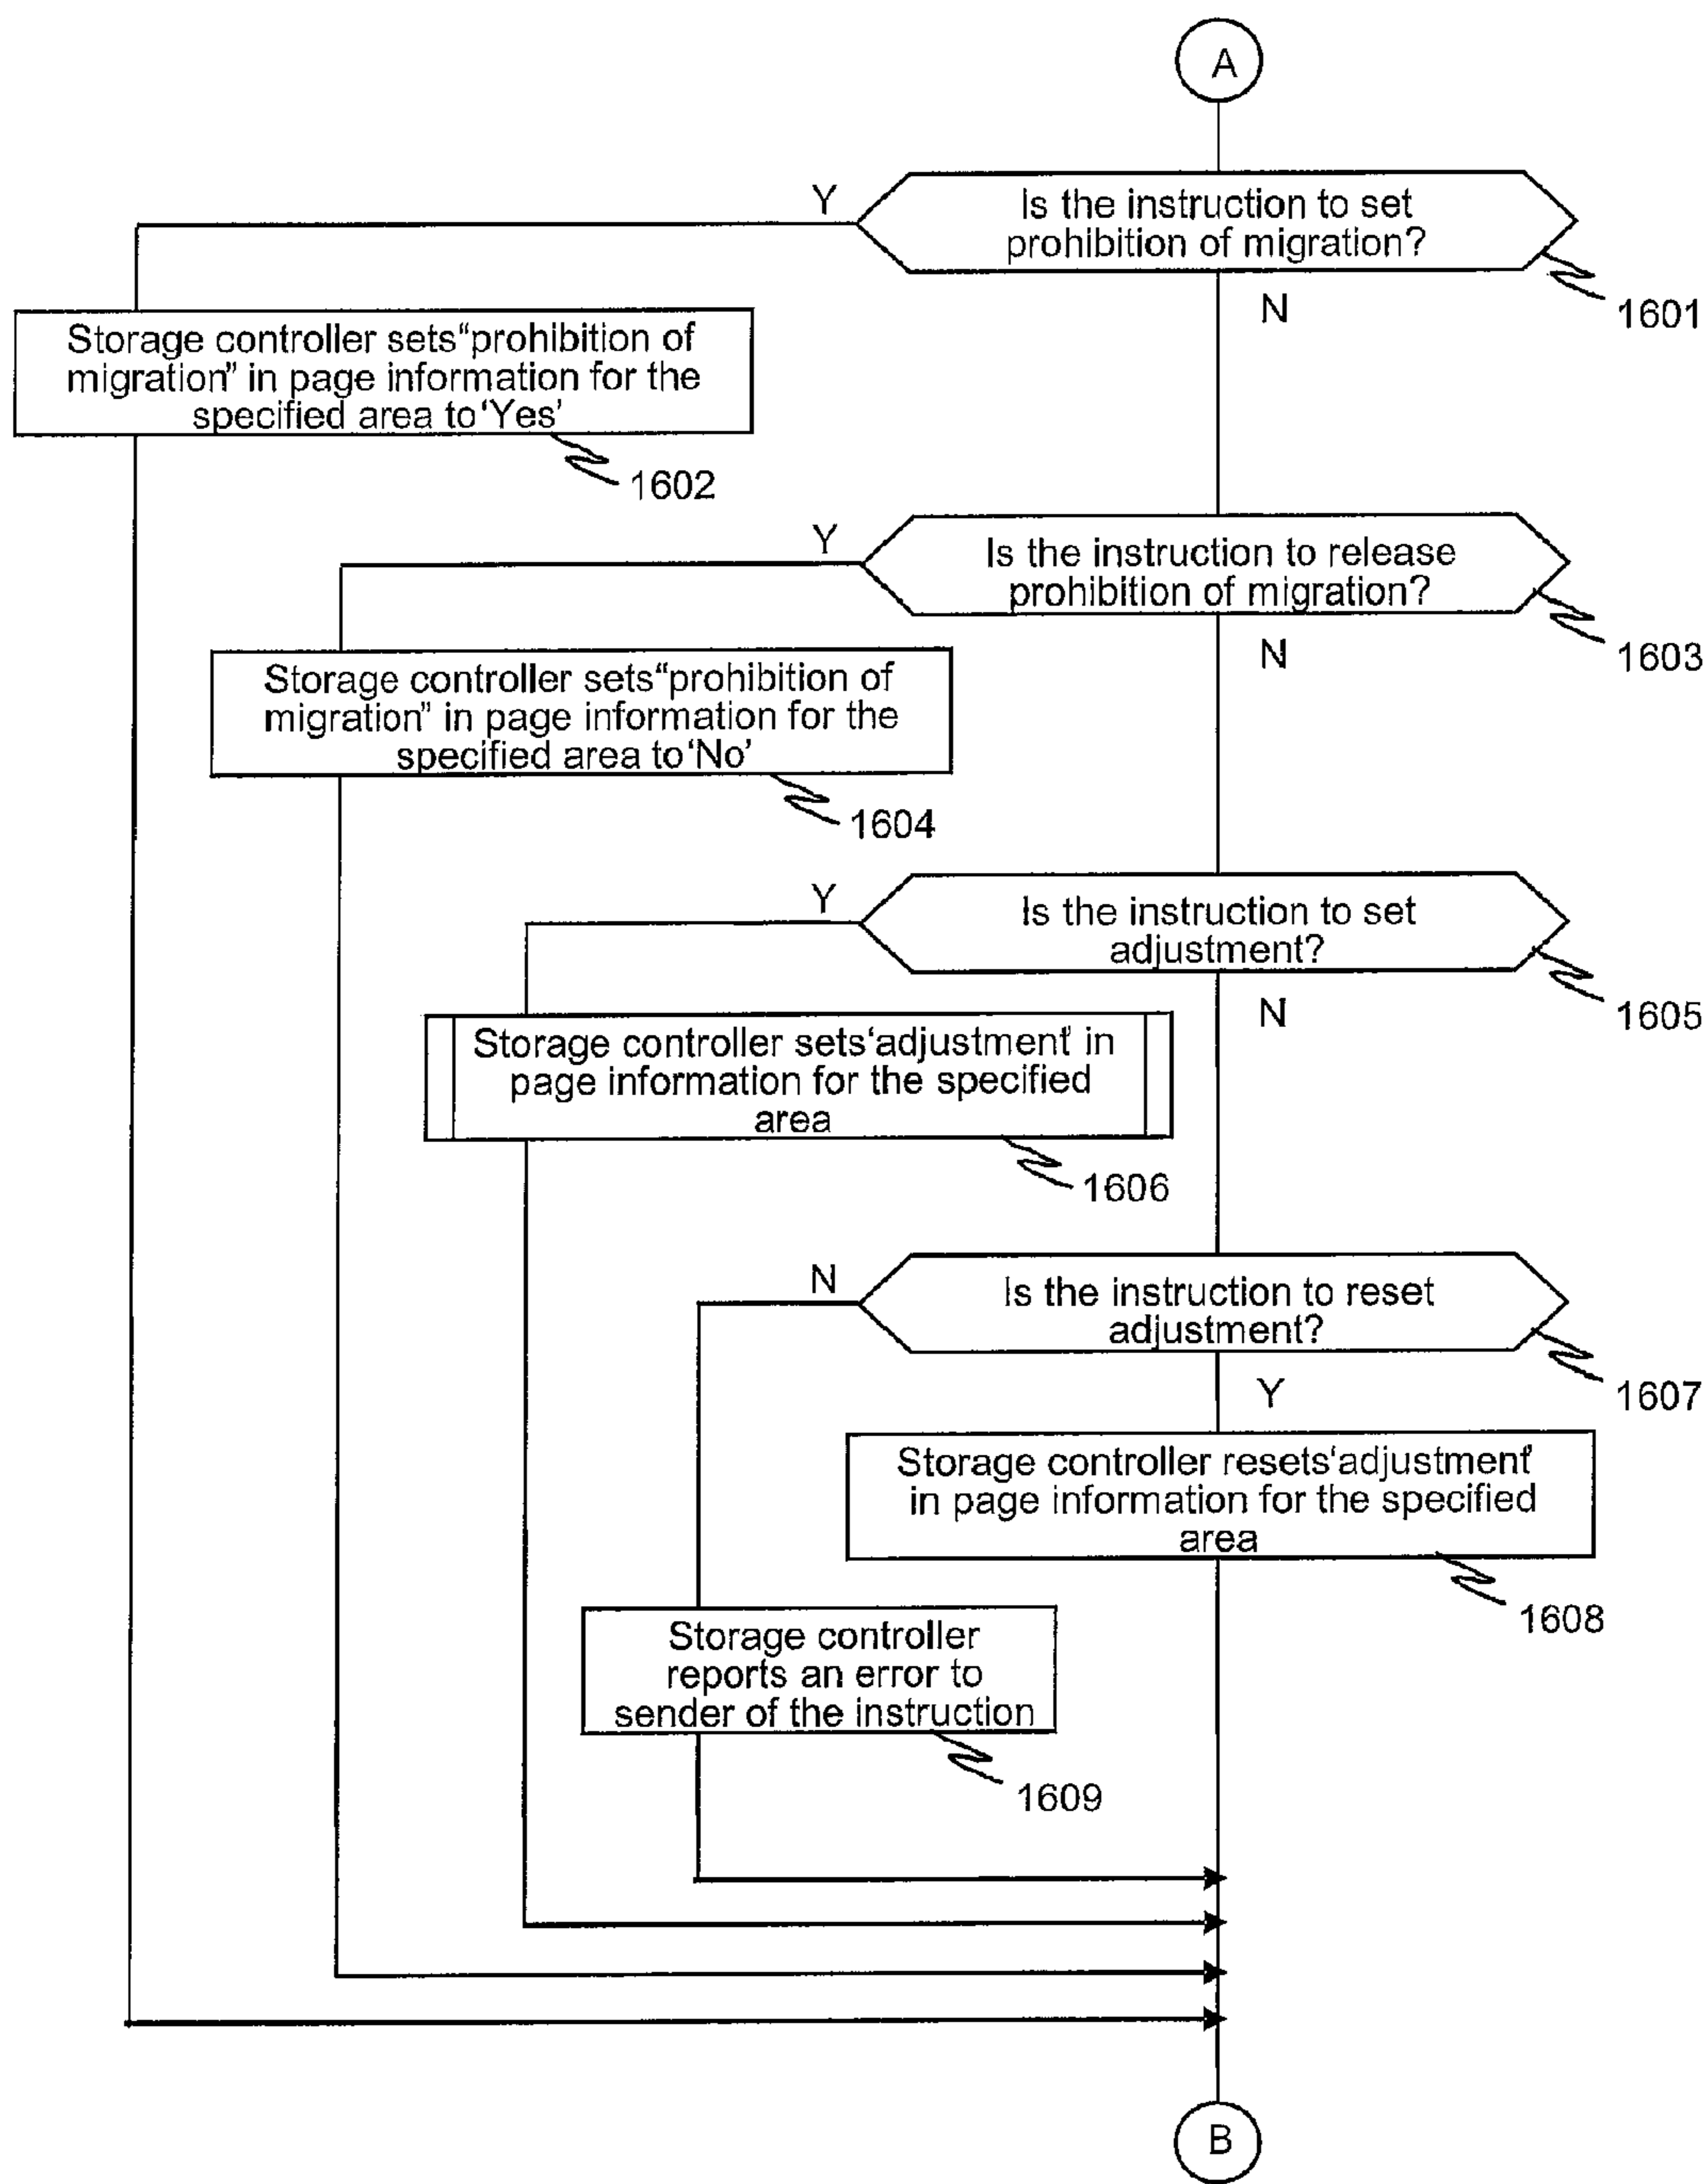 A
Y
Is the instruction to set
prohibition of migration?
1601
N
Storage controller sets“prohibition of
migration” in page information for the
specified area to ‘Yes’
1602
Y
Is the instruction to release
prohibition of migration?
1603
N
Storage controller sets“prohibition of
migration” in page information for the
specified area to ‘No’
1604
Y
Is the instruction to set
adjustment?
1605
N
Storage controller sets‘adjustment’ in
page information for the specified
area
1606
N
Is the instruction to reset
adjustment?
1607
Y
Storage controller resets‘adjustment’
in page information for the specified
area
1608
Storage controller
reports an error to
sender of the instruction
1609
B